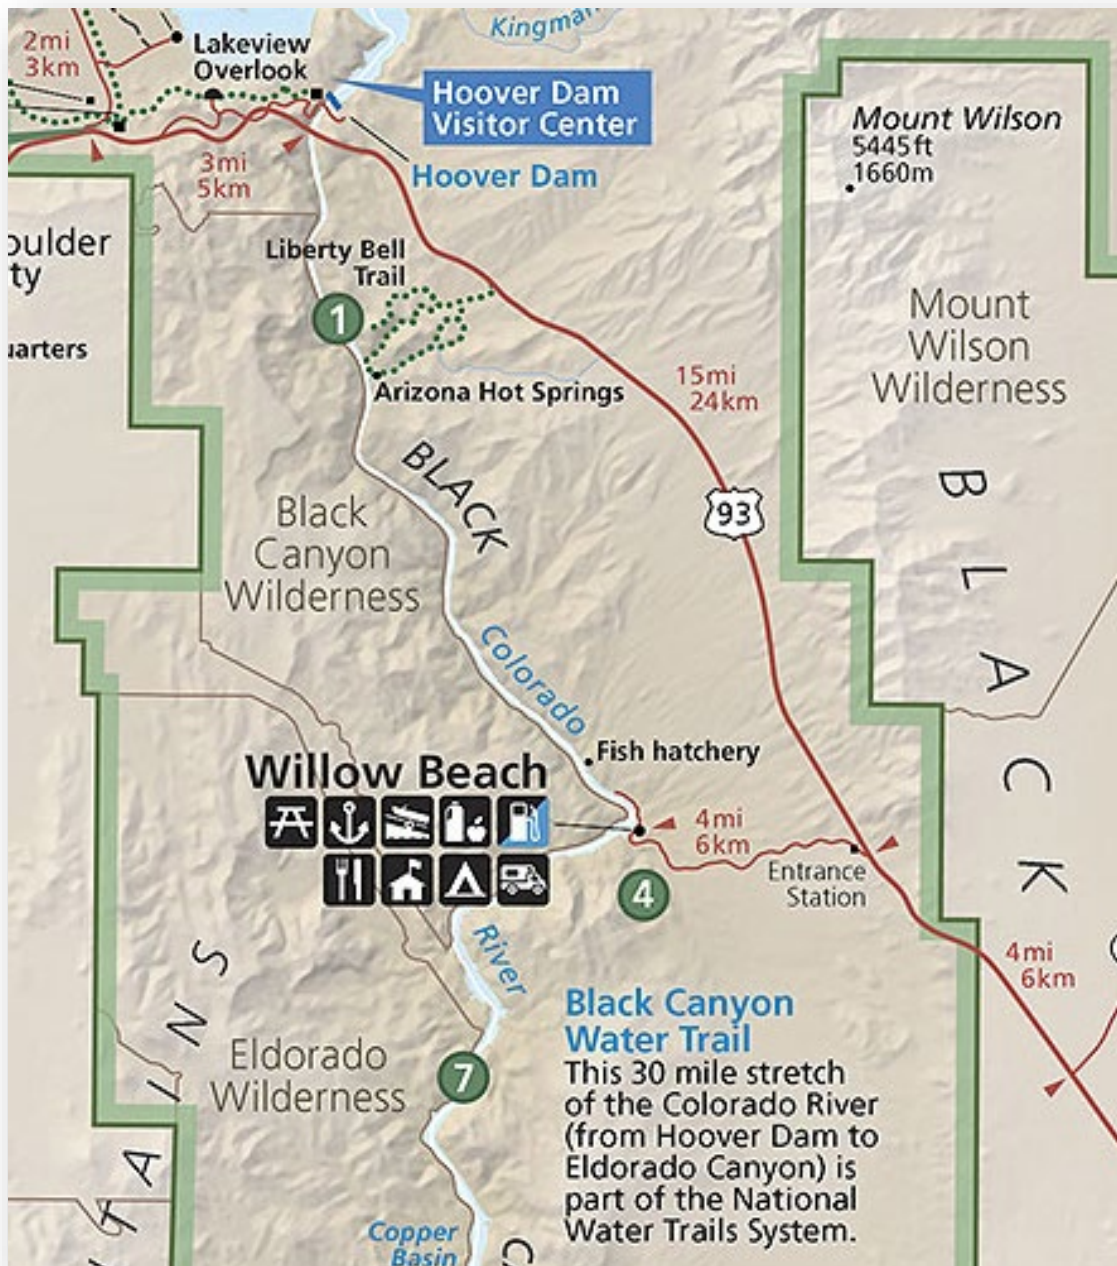 2mi
3km
Lakeview
Overlook
Kingman
Hoover Dam
Visitor Center
Mount Wilson
5445ft
1660m
3mi
5km
Hoover Dam
oulder
ty
Liberty Bell
Trail
Mount
Wilson
Wilderness
1
uarters
15mi
24km
Arizona Hot Springs
BLACK
93
Black
Canyon
Wilderness
BLACK
Colorado
Fish hatchery
Willow Beach
4mi
6km
Entrance
Station
4
River
4mi
6km
Black Canyon
Water Trail
This 30 mile stretch
of the Colorado River
(from Hoover Dam to
Eldorado Canyon) is
part of the National
Water Trails System.
Eldorado
Wilderness
7
NTAINS
Copper
Basin
C